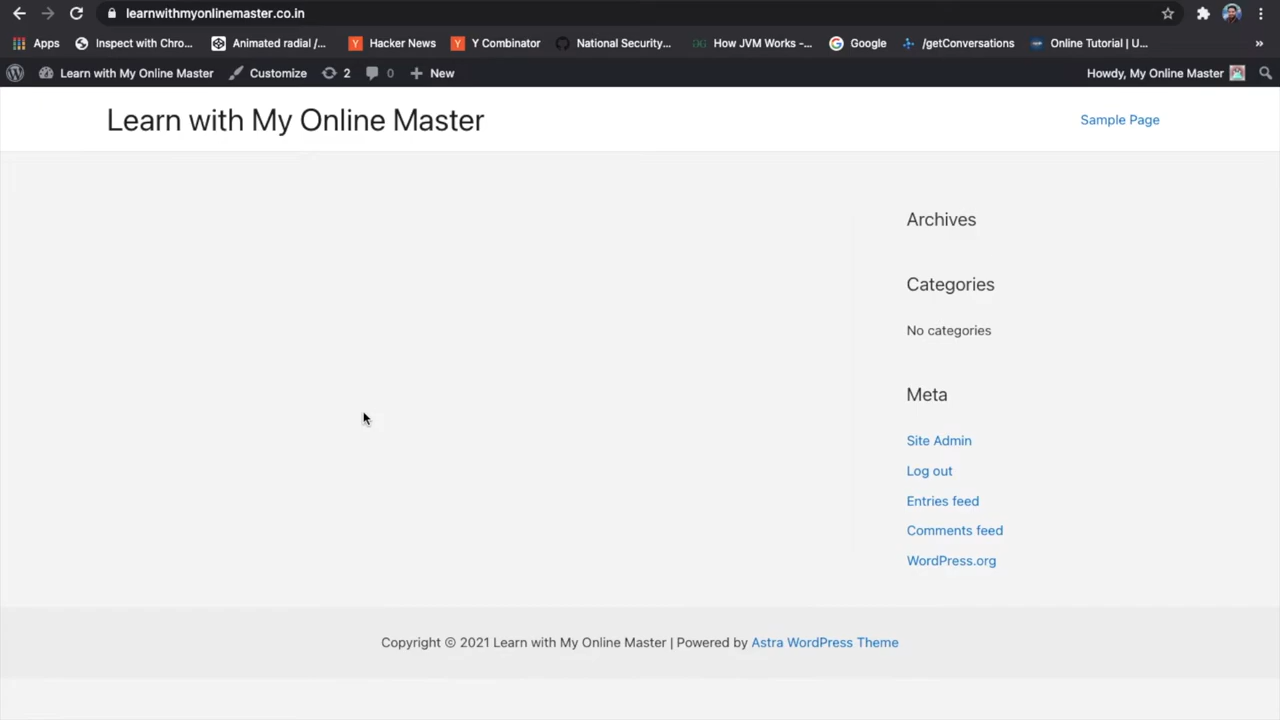 learnwithmyonlinemaster.co.in
Apps Inspect with Chro... Animated radial /... Hacker News Y Combinator National Security... How JVM Works -... Google /getConversations Online Tutorial | U... »
Learn with My Online Master Customize 2 0 New Howdy, My Online Master
Learn with My Online Master
Sample Page
Archives
Categories
No categories
Meta
Site Admin
Log out
Entries feed
Comments feed
WordPress.org
Copyright © 2021 Learn with My Online Master | Powered by Astra WordPress Theme